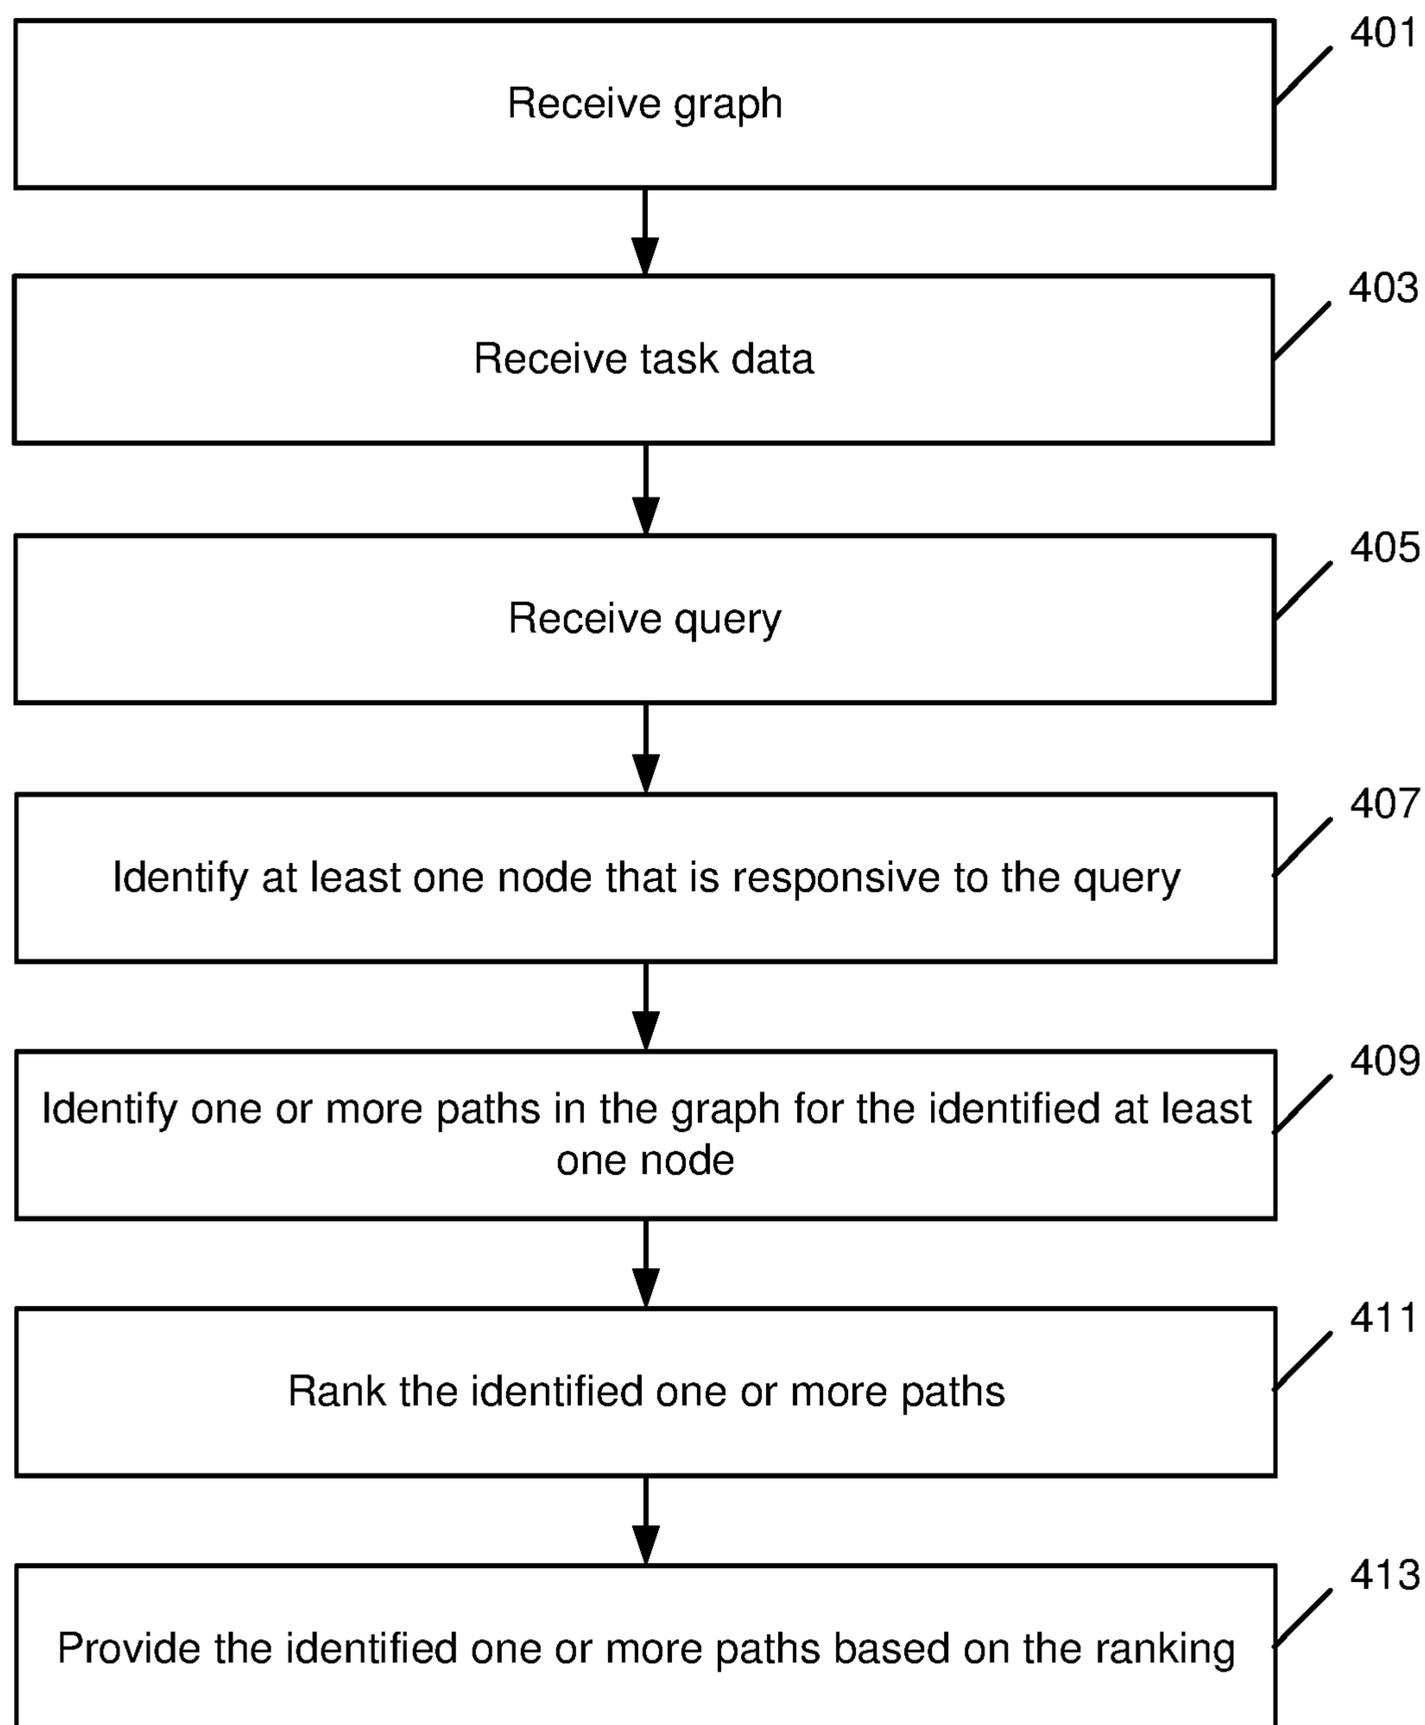 401
Receive graph
403
Receive task data
405
Receive query
407
Identify at least one node that is responsive to the query
409
Identify one or more paths in the graph for the identified at least
one node
411
Rank the identified one or more paths
413
Provide the identified one or more paths based on the ranking